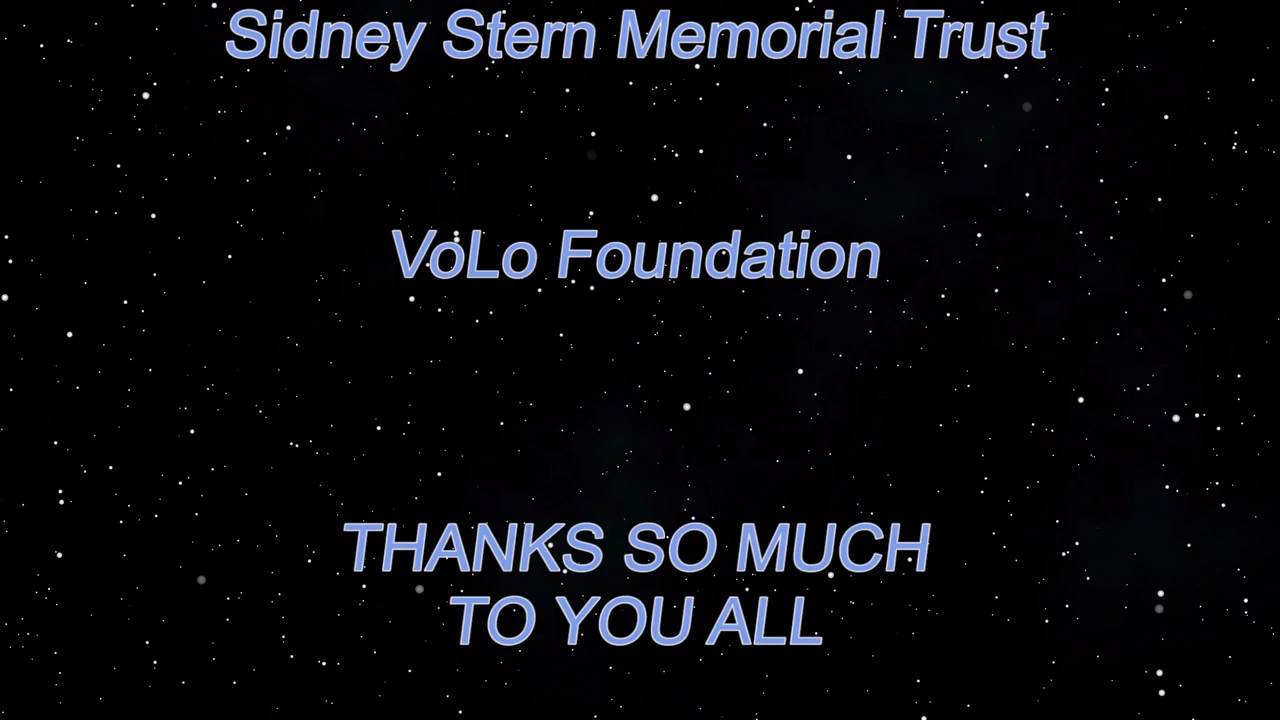 Sidney Stern Memorial Trust
VoLo Foundation
THANKS SO MUCH
TO YOU ALL